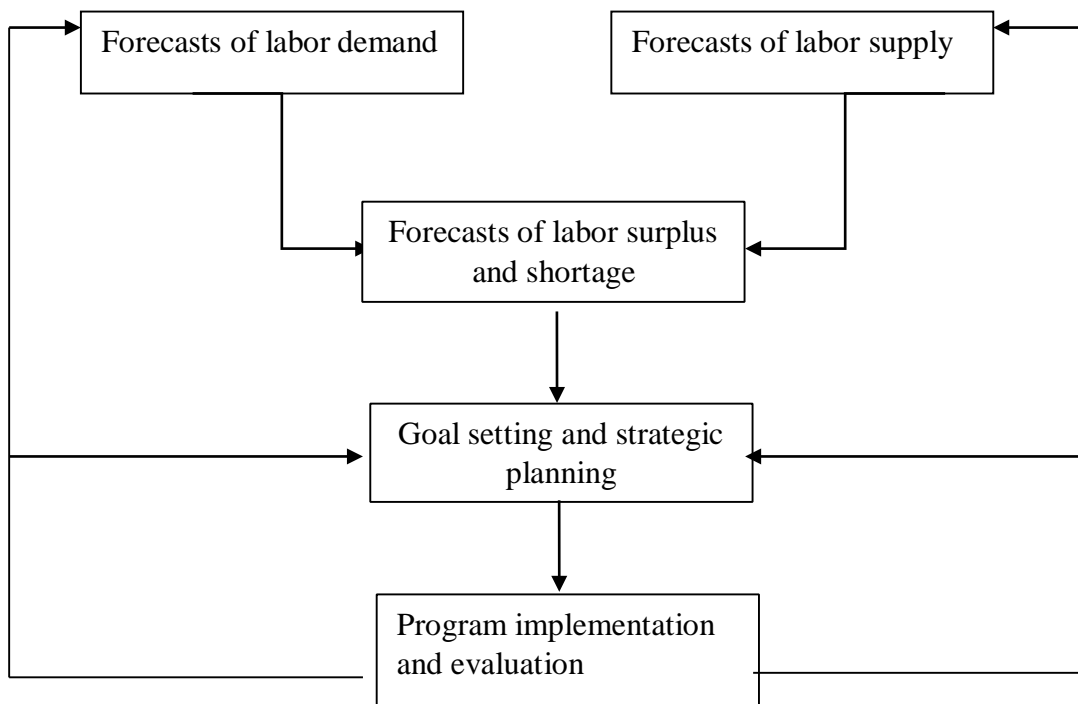 Forecasts of labor demand
Forecasts of labor supply
Forecasts of labor surplus
and shortage
Goal setting and strategic
planning
Program implementation
and evaluation